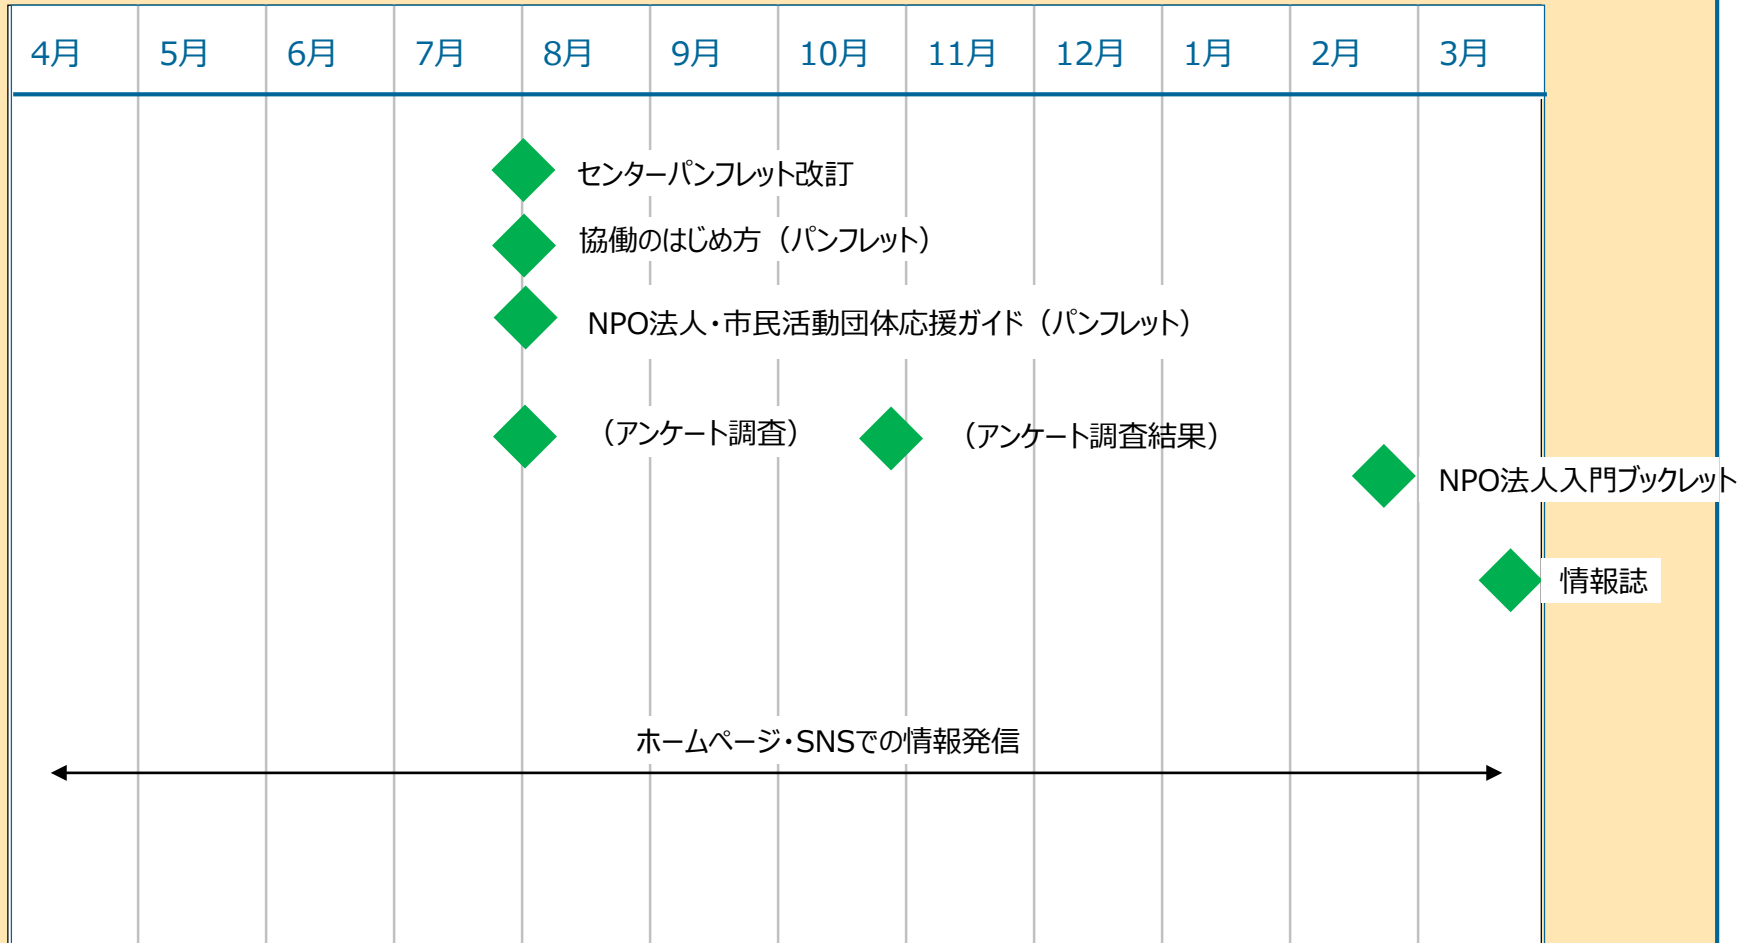 4月 5月 6月 7月 8月 9月 10月 11月 12月 1月 2月 3月
センターパンフレット改訂
協働のはじめ方（パンフレット）
NPO法人・市民活動団体応援ガイド（パンフレット）
（アンケート調査） （アンケート調査結果）
NPO法人入門ブックレット
情報誌
ホームページ・SNSでの情報発信